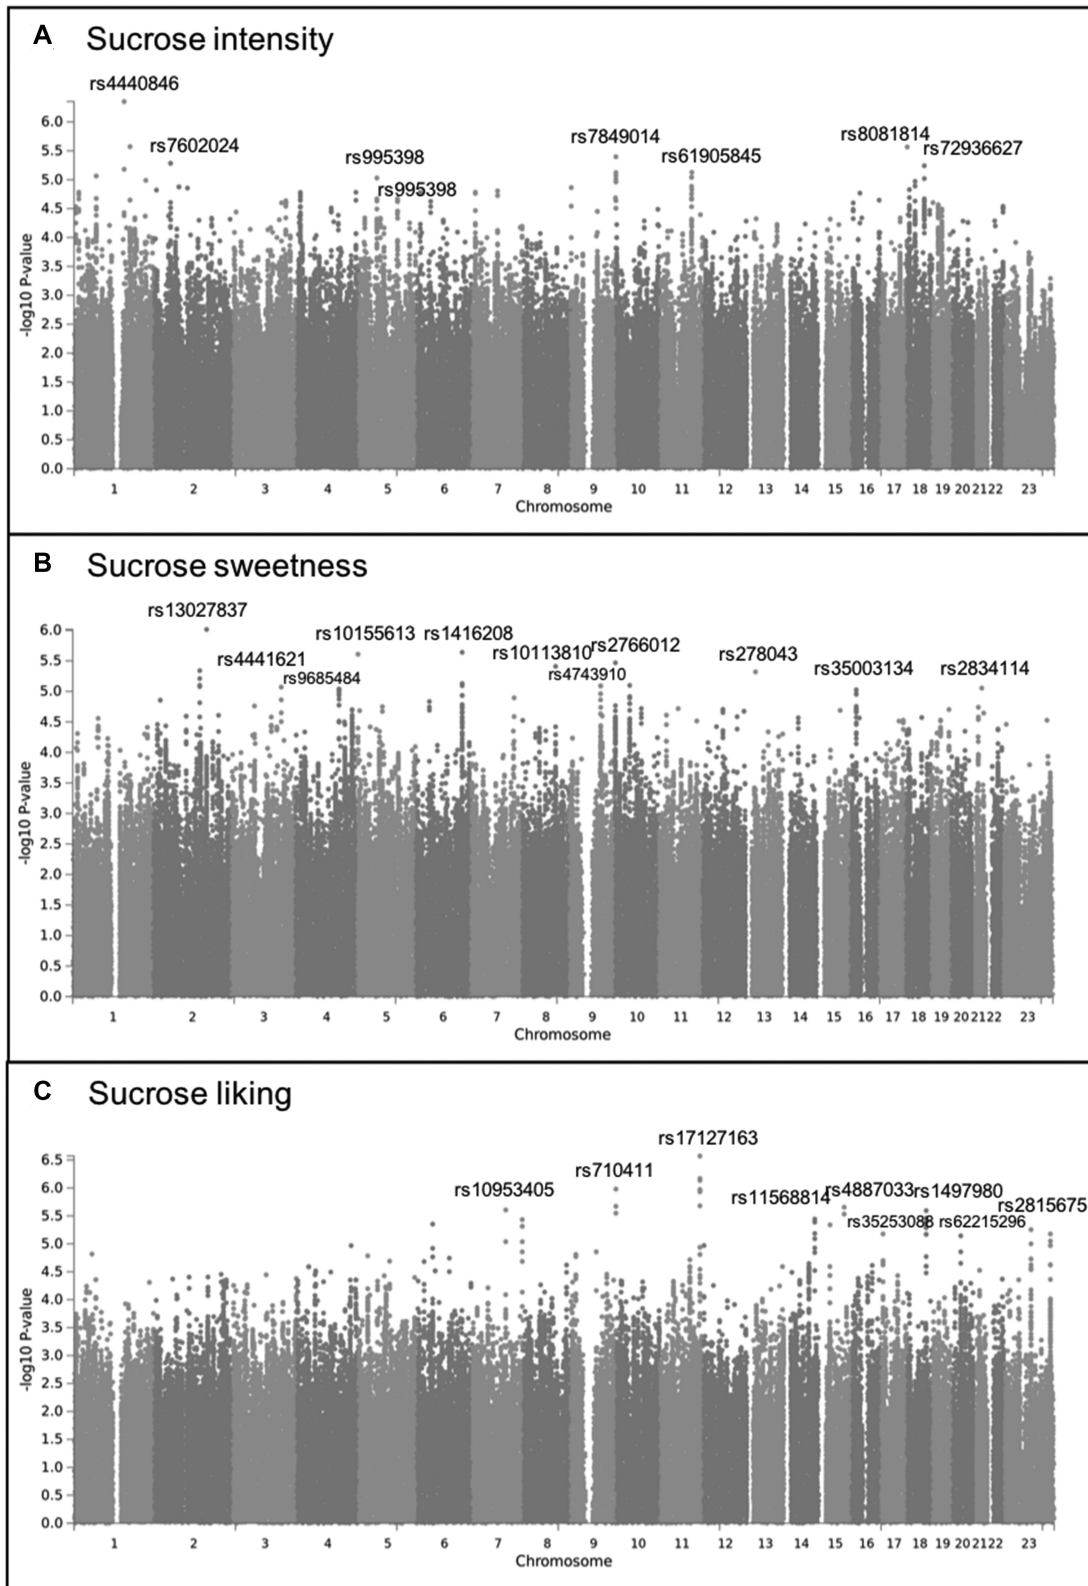 A Sucrose intensity
rs4440846
rs7602024
rs995398
rs995398
rs7849014
rs61905845
rs8081814
rs72936627
6.0
5.5
5.0
4.5
4.0
3.5
3.0
2.5
2.0
1.5
1.0
0.5
0.0
-log10 P-value
1 2 3 4 5 6 7 8 9 10 11 12 13 14 15 16 17 18 19 20 21 22 23
Chromosome
B Sucrose sweetness
rs13027837
rs4441621
rs9685484
rs10155613
rs1416208
rs10113810
rs4743910
rs2766012
rs278043
rs35003134
rs2834114
6.0
5.5
5.0
4.5
4.0
3.5
3.0
2.5
2.0
1.5
1.0
0.5
0.0
-log10 P-value
1 2 3 4 5 6 7 8 9 10 11 12 13 14 15 16 17 18 19 20 21 22 23
Chromosome
C Sucrose liking
rs10953405
rs710411
rs17127163
rs11568814
rs4887033
rs35253088
rs1497980
rs62215296
rs2815675
6.5
6.0
5.5
5.0
4.5
4.0
3.5
3.0
2.5
2.0
1.5
1.0
0.5
0.0
-log10 P-value
1 2 3 4 5 6 7 8 9 10 11 12 13 14 15 16 17 18 19 20 21 22 23
Chromosome